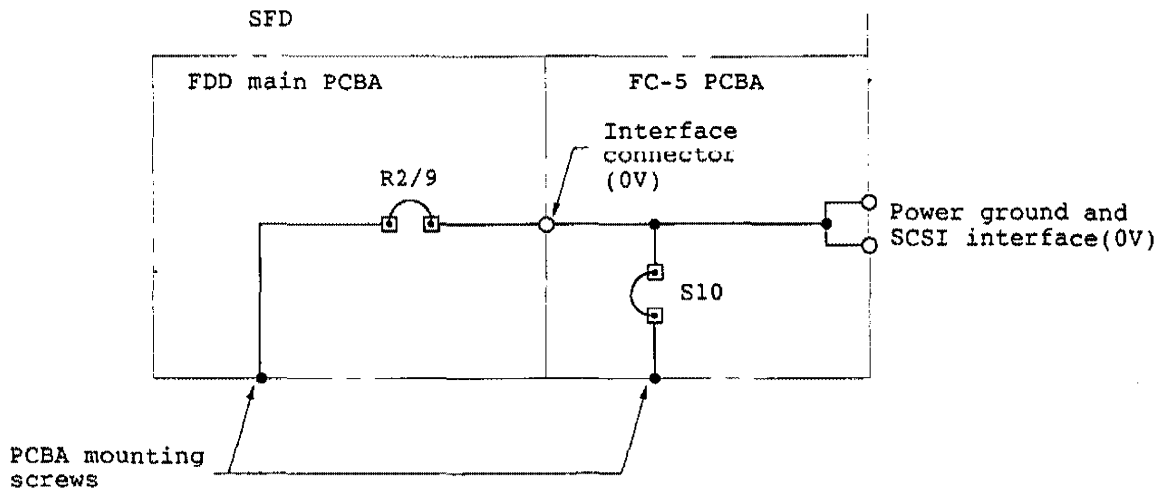 SFD
FDD main PCBA
FC-5 PCBA
Interface
connector
(0V)
R2/9
Power ground and
SCSI interface(0V)
S10
PCBA mounting
screws